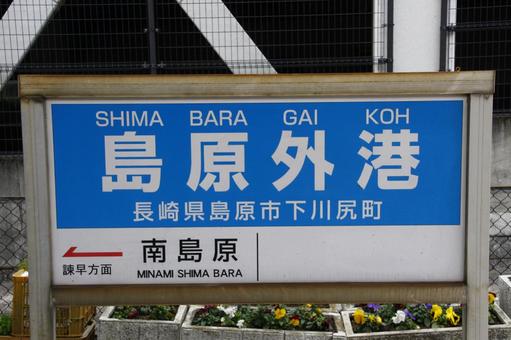 SHIMA BARA GAI KOH
島原外港
長崎県島原市下川尻町
南島原
諫早方面 MINAMI SHIMA BARA